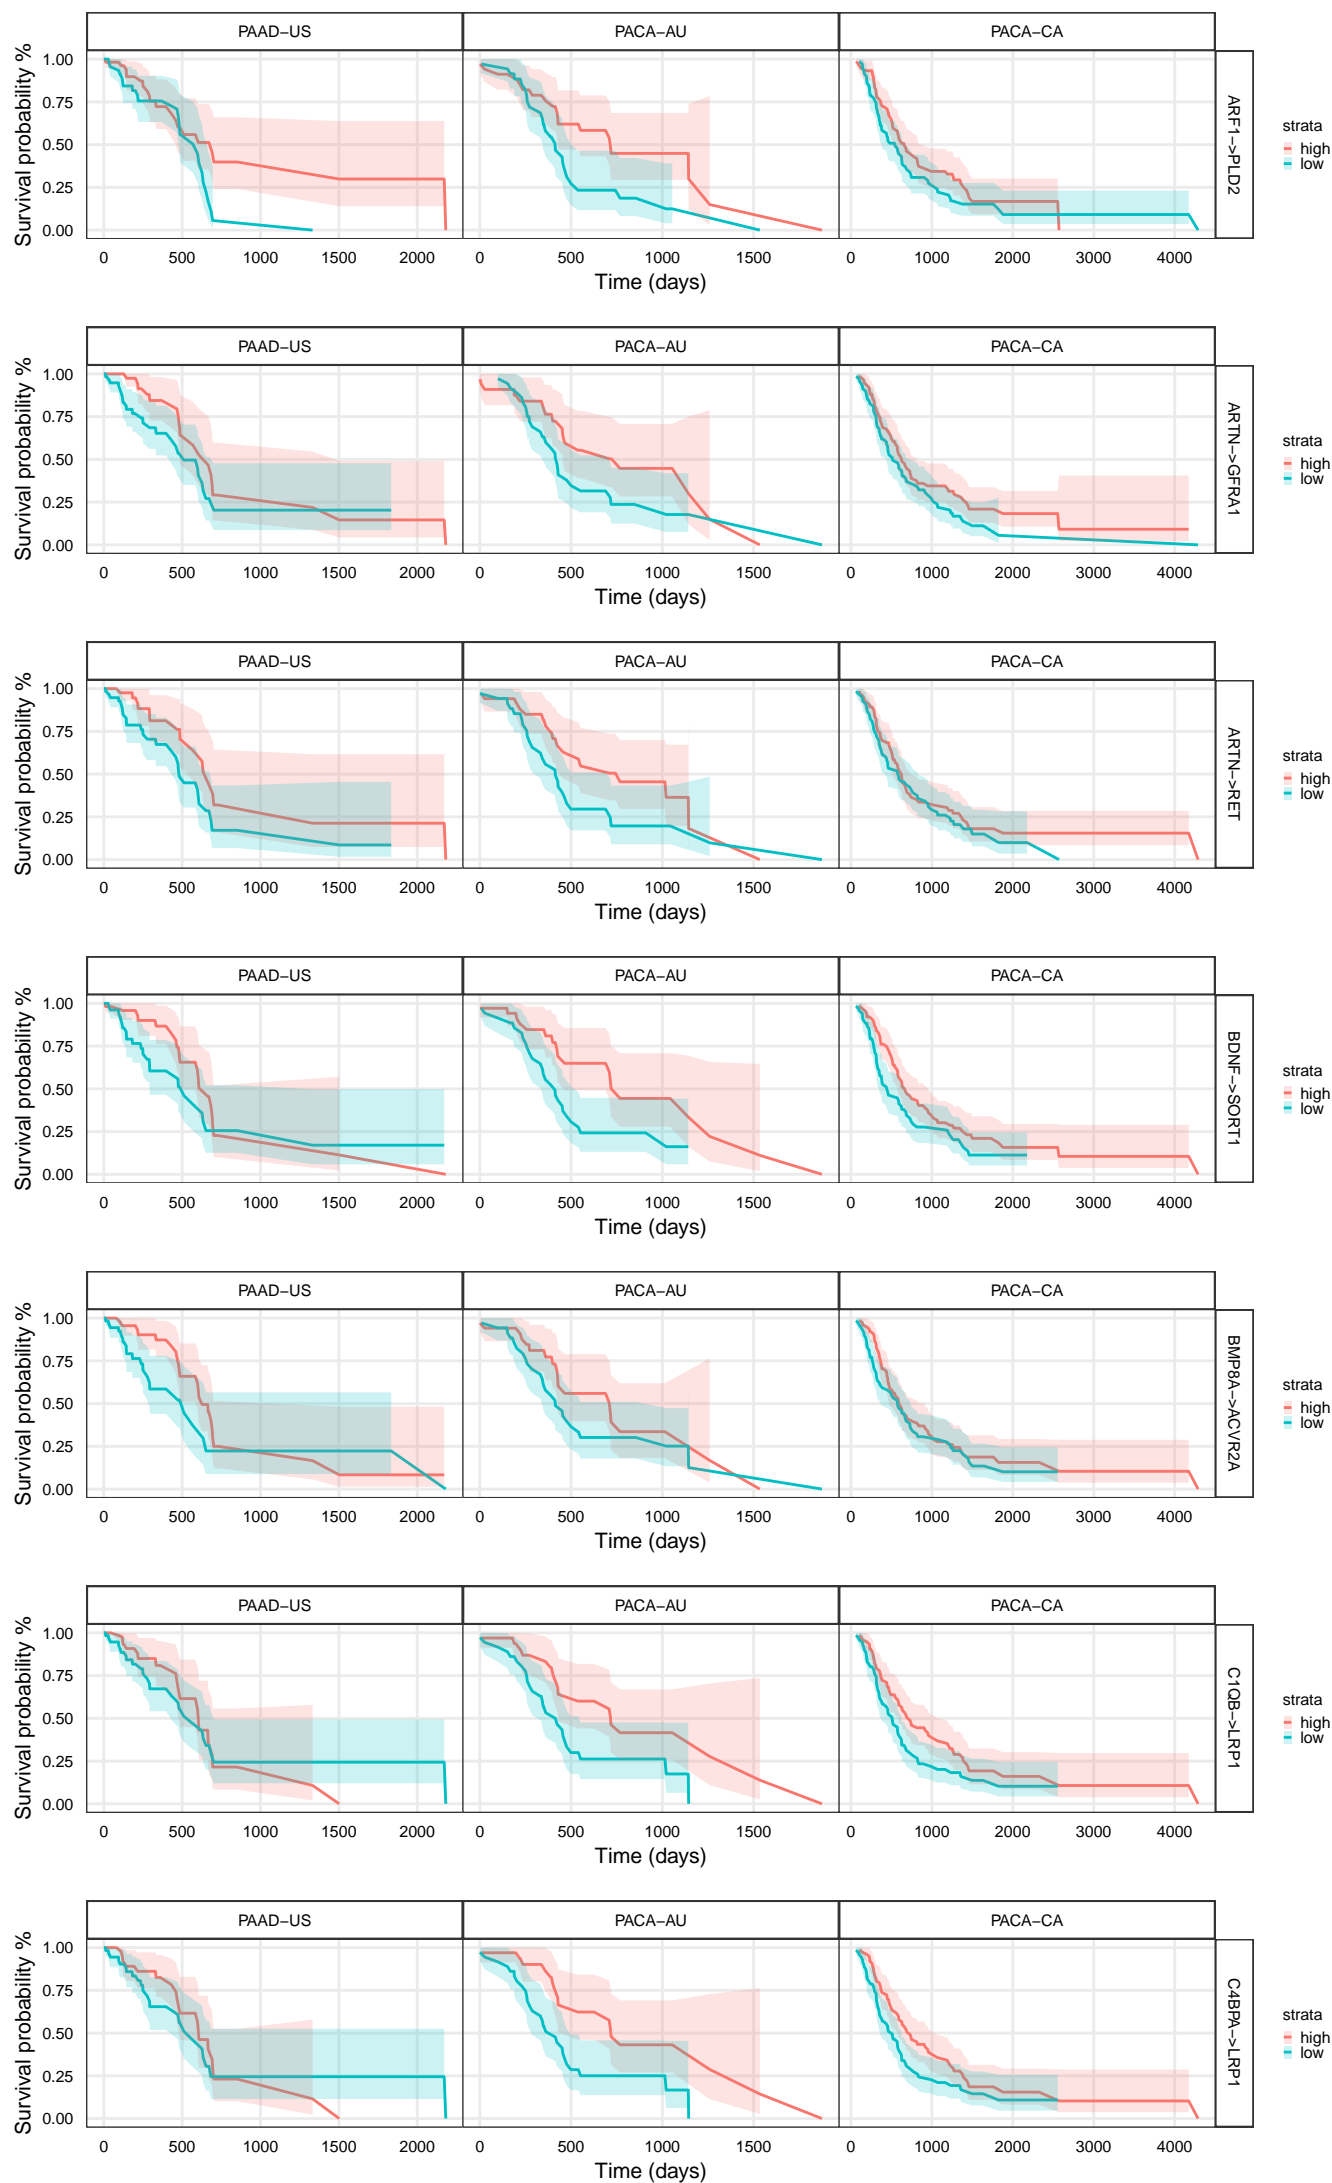 PAAD−US PACA−AU PACA−CA
Survival probability %
1.00
0.75
0.50
0.25
0.00
ARF1−>PLD2
strata
high
low
0 500 1000 1500 2000 0 500 1000 1500 0 1000 2000 3000 4000
Time (days)
PAAD−US PACA−AU PACA−CA
Survival probability %
1.00
0.75
0.50
0.25
0.00
ARTN−>GFRA1
strata
high
low
0 500 1000 1500 2000 0 500 1000 1500 0 1000 2000 3000 4000
Time (days)
PAAD−US PACA−AU PACA−CA
Survival probability %
1.00
0.75
0.50
0.25
0.00
ARTN−>RET
strata
high
low
0 500 1000 1500 2000 0 500 1000 1500 0 1000 2000 3000 4000
Time (days)
PAAD−US PACA−AU PACA−CA
Survival probability %
1.00
0.75
0.50
0.25
0.00
BDNF−>SORT1
strata
high
low
0 500 1000 1500 2000 0 500 1000 1500 0 1000 2000 3000 4000
Time (days)
PAAD−US PACA−AU PACA−CA
Survival probability %
1.00
0.75
0.50
0.25
0.00
BMP8A−>ACVR2A
strata
high
low
0 500 1000 1500 2000 0 500 1000 1500 0 1000 2000 3000 4000
Time (days)
PAAD−US PACA−AU PACA−CA
Survival probability %
1.00
0.75
0.50
0.25
0.00
C1QB−>LRP1
strata
high
low
0 500 1000 1500 2000 0 500 1000 1500 0 1000 2000 3000 4000
Time (days)
PAAD−US PACA−AU PACA−CA
Survival probability %
1.00
0.75
0.50
0.25
0.00
C4BPA−>LRP1
strata
high
low
0 500 1000 1500 2000 0 500 1000 1500 0 1000 2000 3000 4000
Time (days)